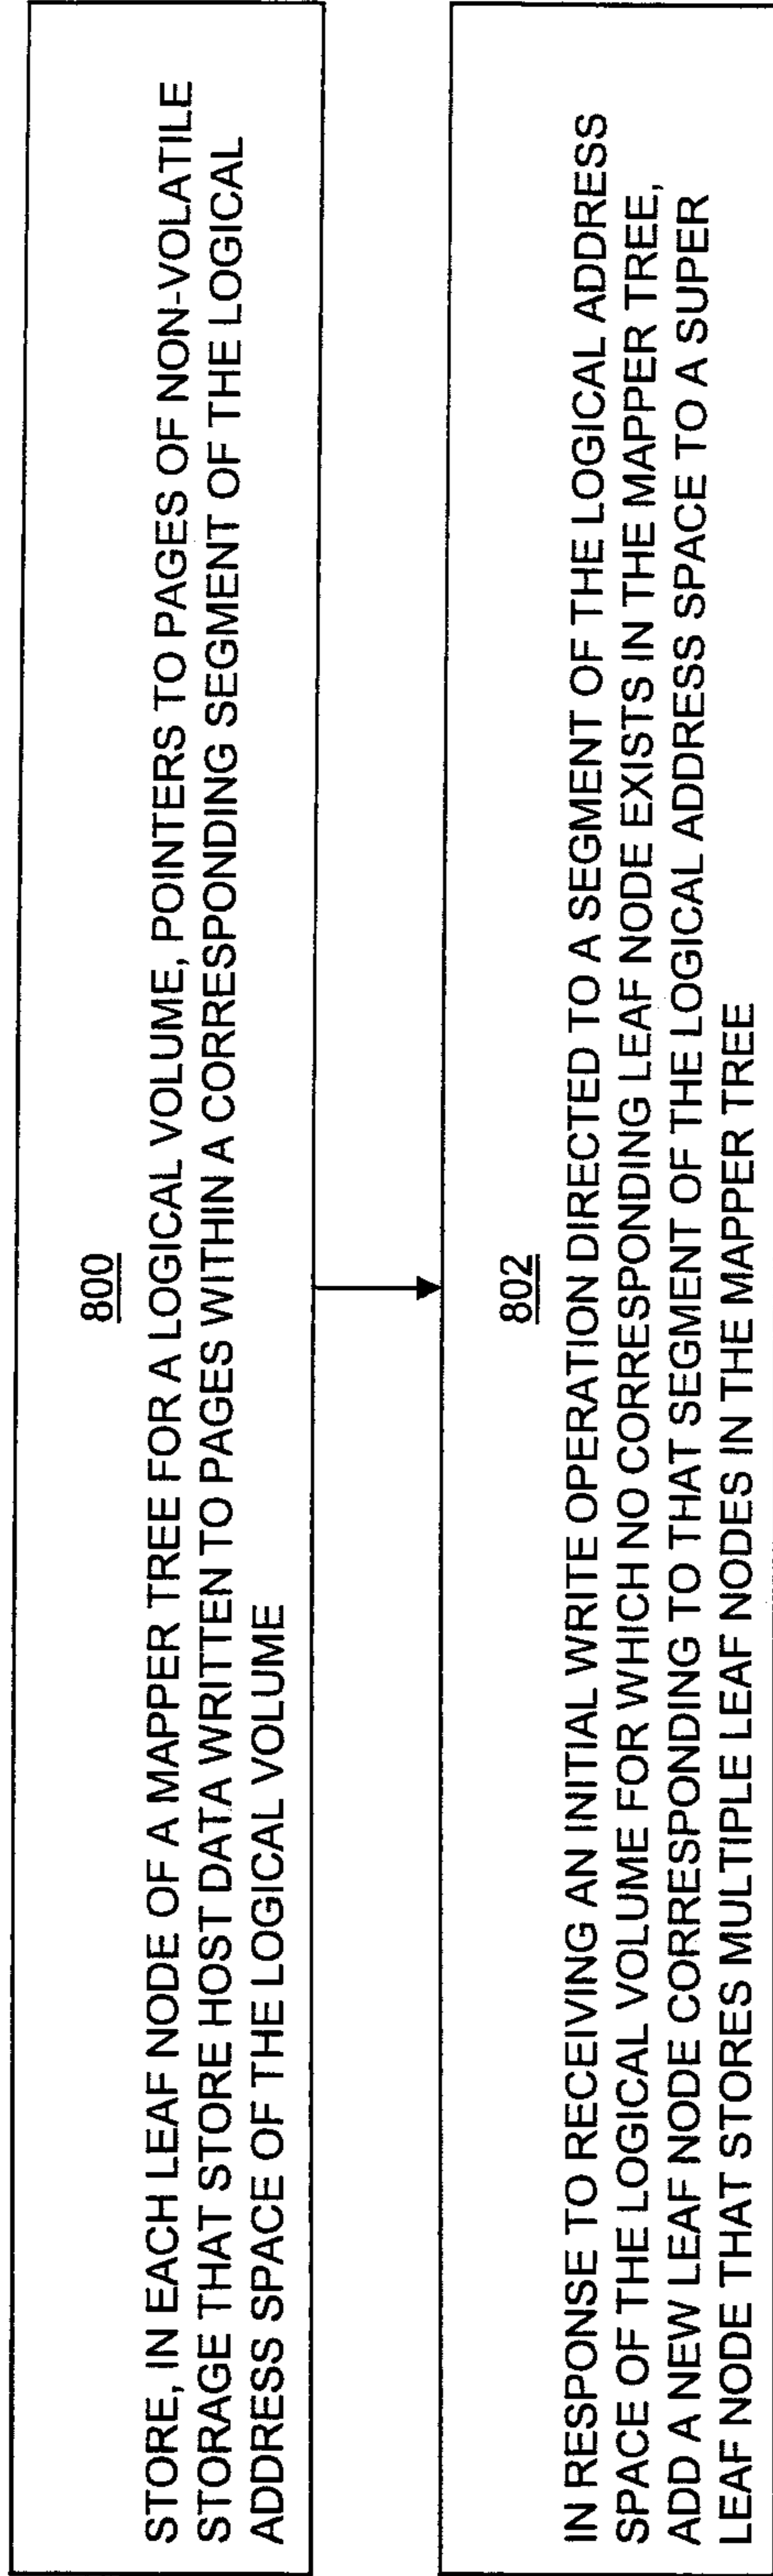 800
STORE, IN EACH LEAF NODE OF A MAPPER TREE FOR A LOGICAL VOLUME, POINTERS TO PAGES OF NON-VOLATILE
STORAGE THAT STORE HOST DATA WRITTEN TO PAGES WITHIN A CORRESPONDING SEGMENT OF THE LOGICAL
ADDRESS SPACE OF THE LOGICAL VOLUME
802
IN RESPONSE TO RECEIVING AN INITIAL WRITE OPERATION DIRECTED TO A SEGMENT OF THE LOGICAL ADDRESS
SPACE OF THE LOGICAL VOLUME FOR WHICH NO CORRESPONDING LEAF NODE EXISTS IN THE MAPPER TREE,
ADD A NEW LEAF NODE CORRESPONDING TO THAT SEGMENT OF THE LOGICAL ADDRESS SPACE TO A SUPER
LEAF NODE THAT STORES MULTIPLE LEAF NODES IN THE MAPPER TREE